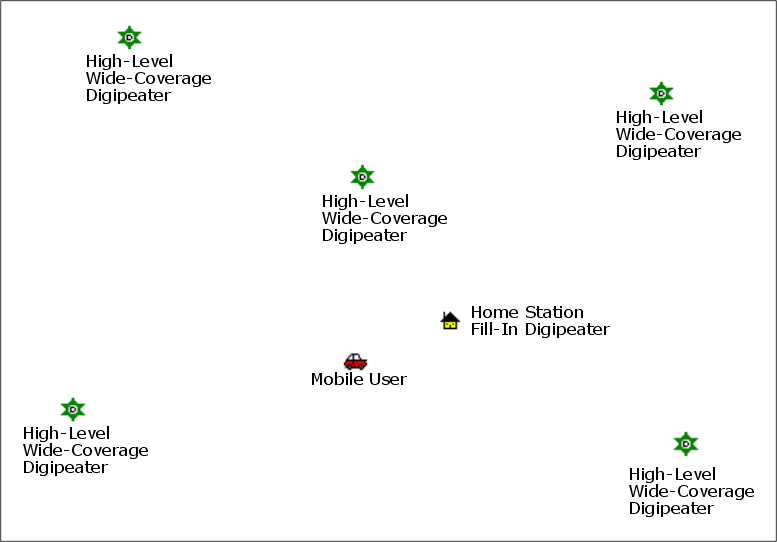 D
High-Level
Wide-Coverage
Digipeater
D
High-Level
Wide-Coverage
Digipeater
D
High-Level
Wide-Coverage
Digipeater
Home Station
Fill-In Digipeater
Mobile User
D
High-Level
Wide-Coverage
Digipeater
D
High-Level
Wide-Coverage
Digipeater